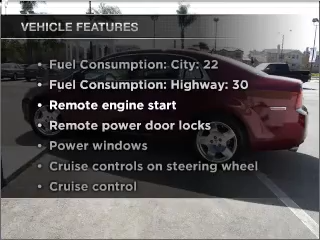 VEHICLE FEATURES
• Fuel Consumption: City: 22
• Fuel Consumption: Highway: 30
• Remote engine start
• Remote power door locks
• Power windows
• Cruise controls on steering wheel
• Cruise control